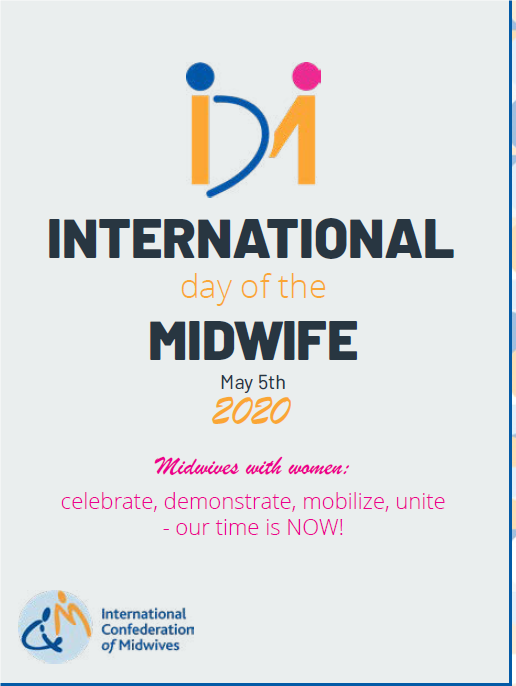 IDM
INTERNATIONAL
day of the
MIDWIFE
May 5th
2020
Midwives with women:
celebrate, demonstrate, mobilize, unite
- our time is NOW!
International
Confederation
of Midwives